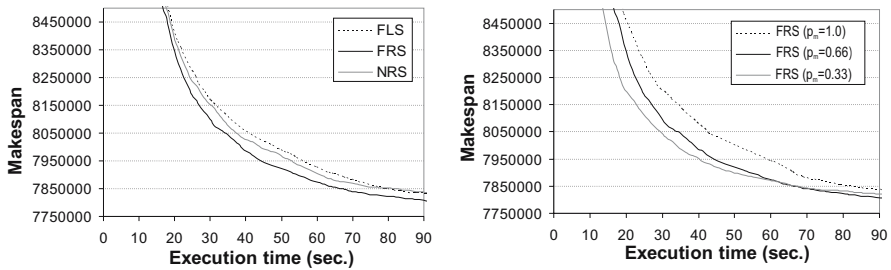 Makespan
8450000
8350000
8250000
8150000
8050000
7950000
7850000
7750000
0 10 20 30 40 50 60 70 80 90
Execution time (sec.)
FLS
FRS
NRS
Makespan
8450000
8350000
8250000
8150000
8050000
7950000
7850000
7750000
0 10 20 30 40 50 60 70 80 90
Execution time (sec.)
FRS (pm=1.0)
FRS (pm=0.66)
FRS (pm=0.33)